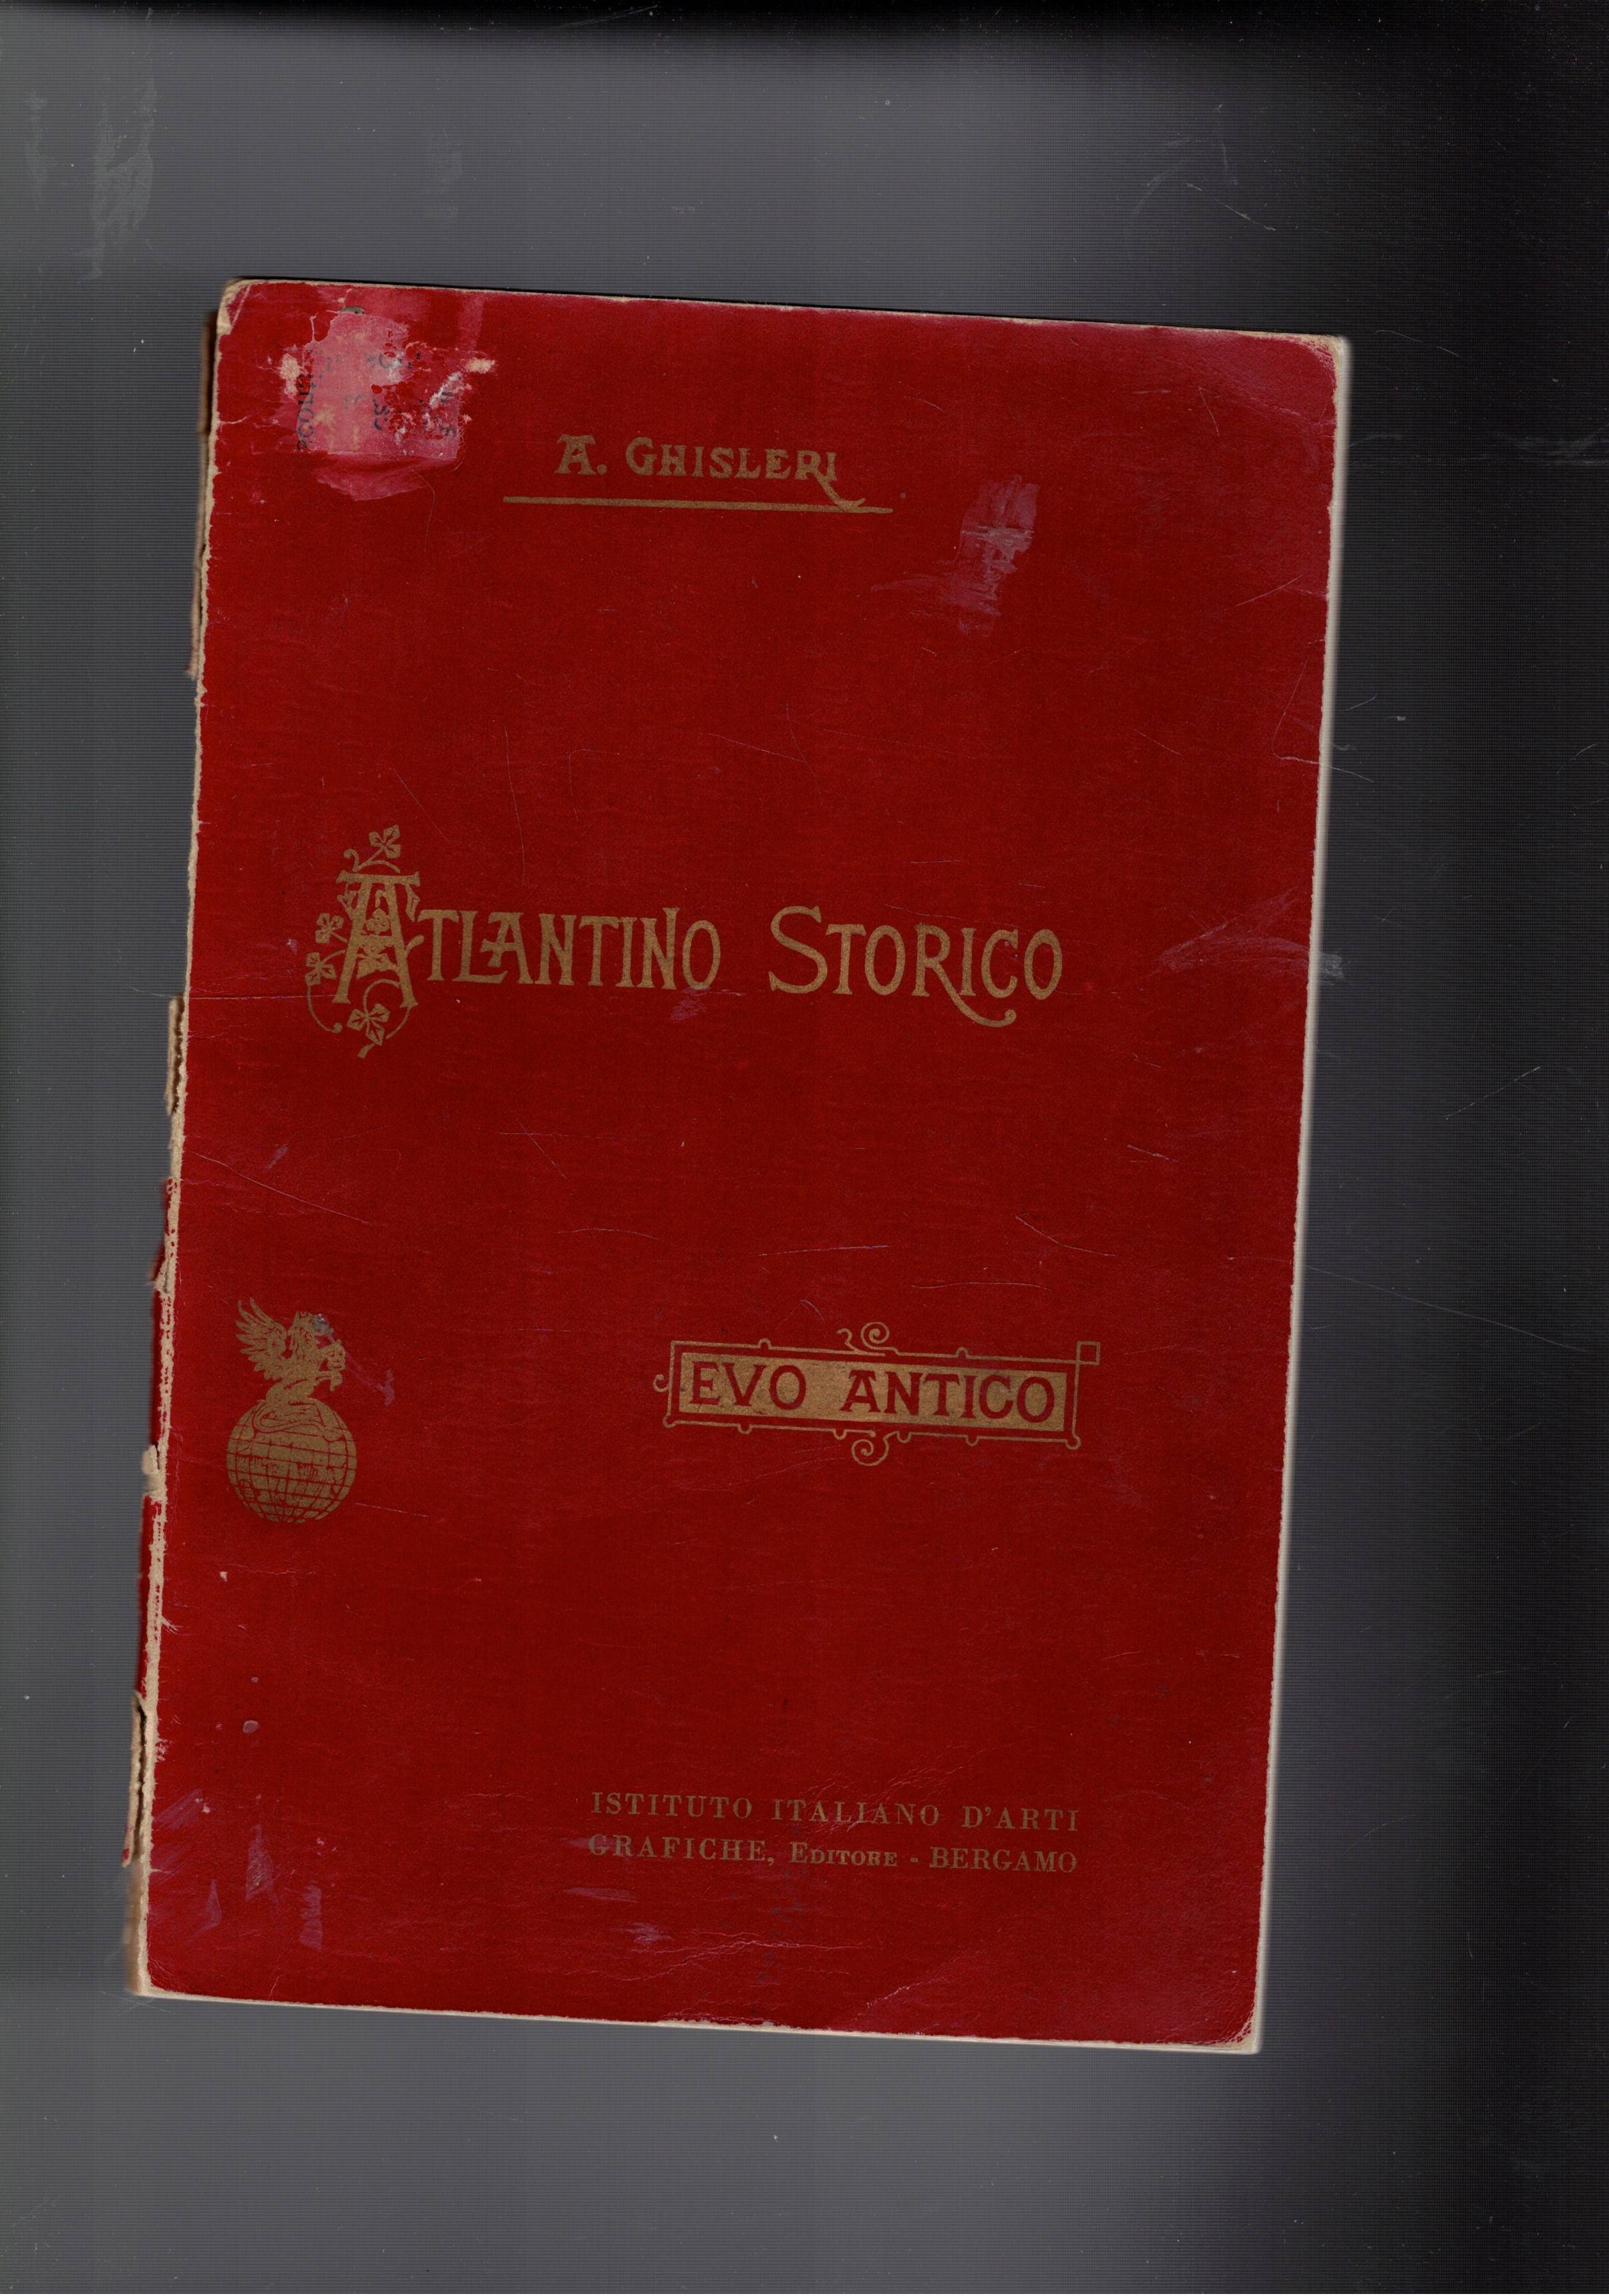 A. GHISLERI
ATLANTINO STORICO
EVO ANTICO
ISTITUTO ITALIANO D'ARTI
GRAFICHE, EDITORE - BERGAMO